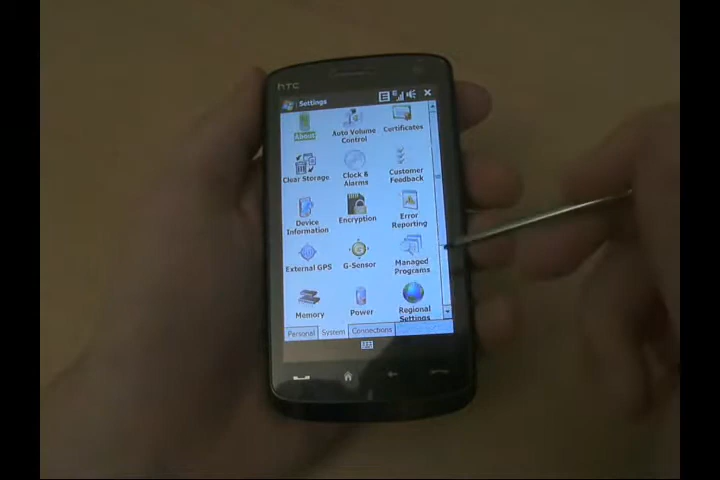 hTC
Settings
About
Auto Volume
Control
Certificates
Clear Storage
Clock &
Alarms
Customer
Feedback
Device
Information
Encryption
Error
Reporting
External GPS
G-Sensor
Managed
Programs
Memory
Power
Regional
Settings
Personal
System
Connections